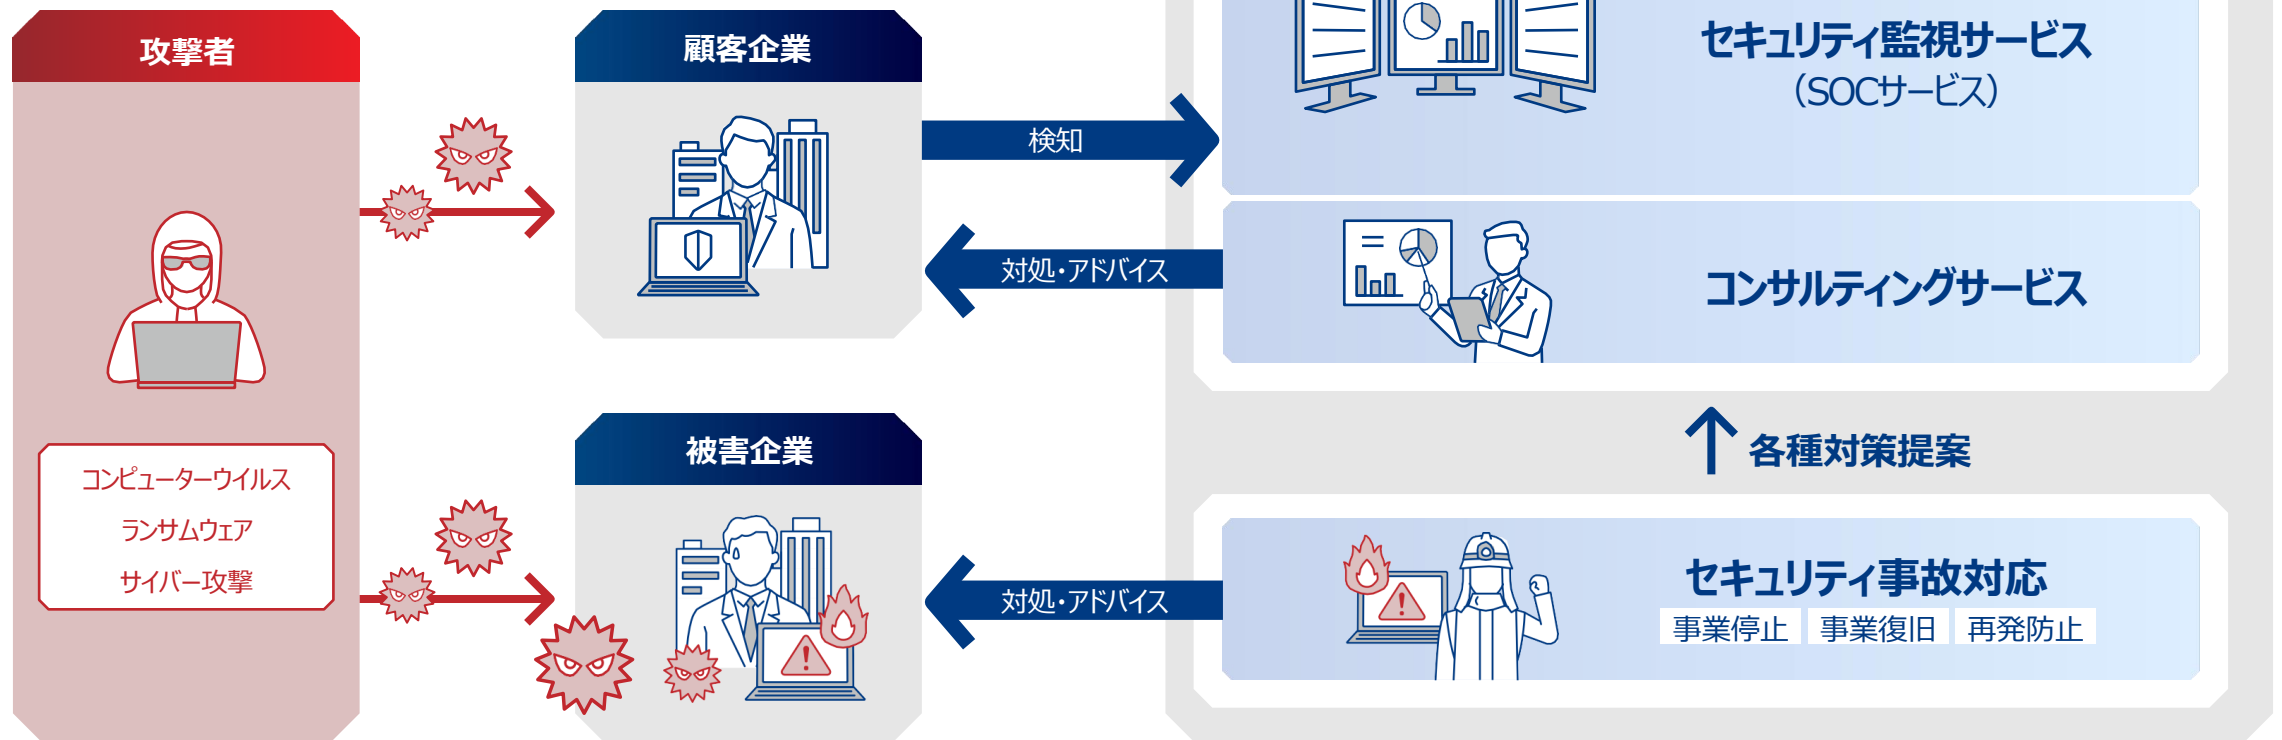 攻撃者
コンピューターウイルス
ランサムウェア
サイバー攻撃
顧客企業
被害企業
検知
対処・アドバイス
対処・アドバイス
セキュリティ監視サービス
（SOCサービス）
コンサルティングサービス
各種対策提案
セキュリティ事故対応
事業停止 事業復旧 再発防止